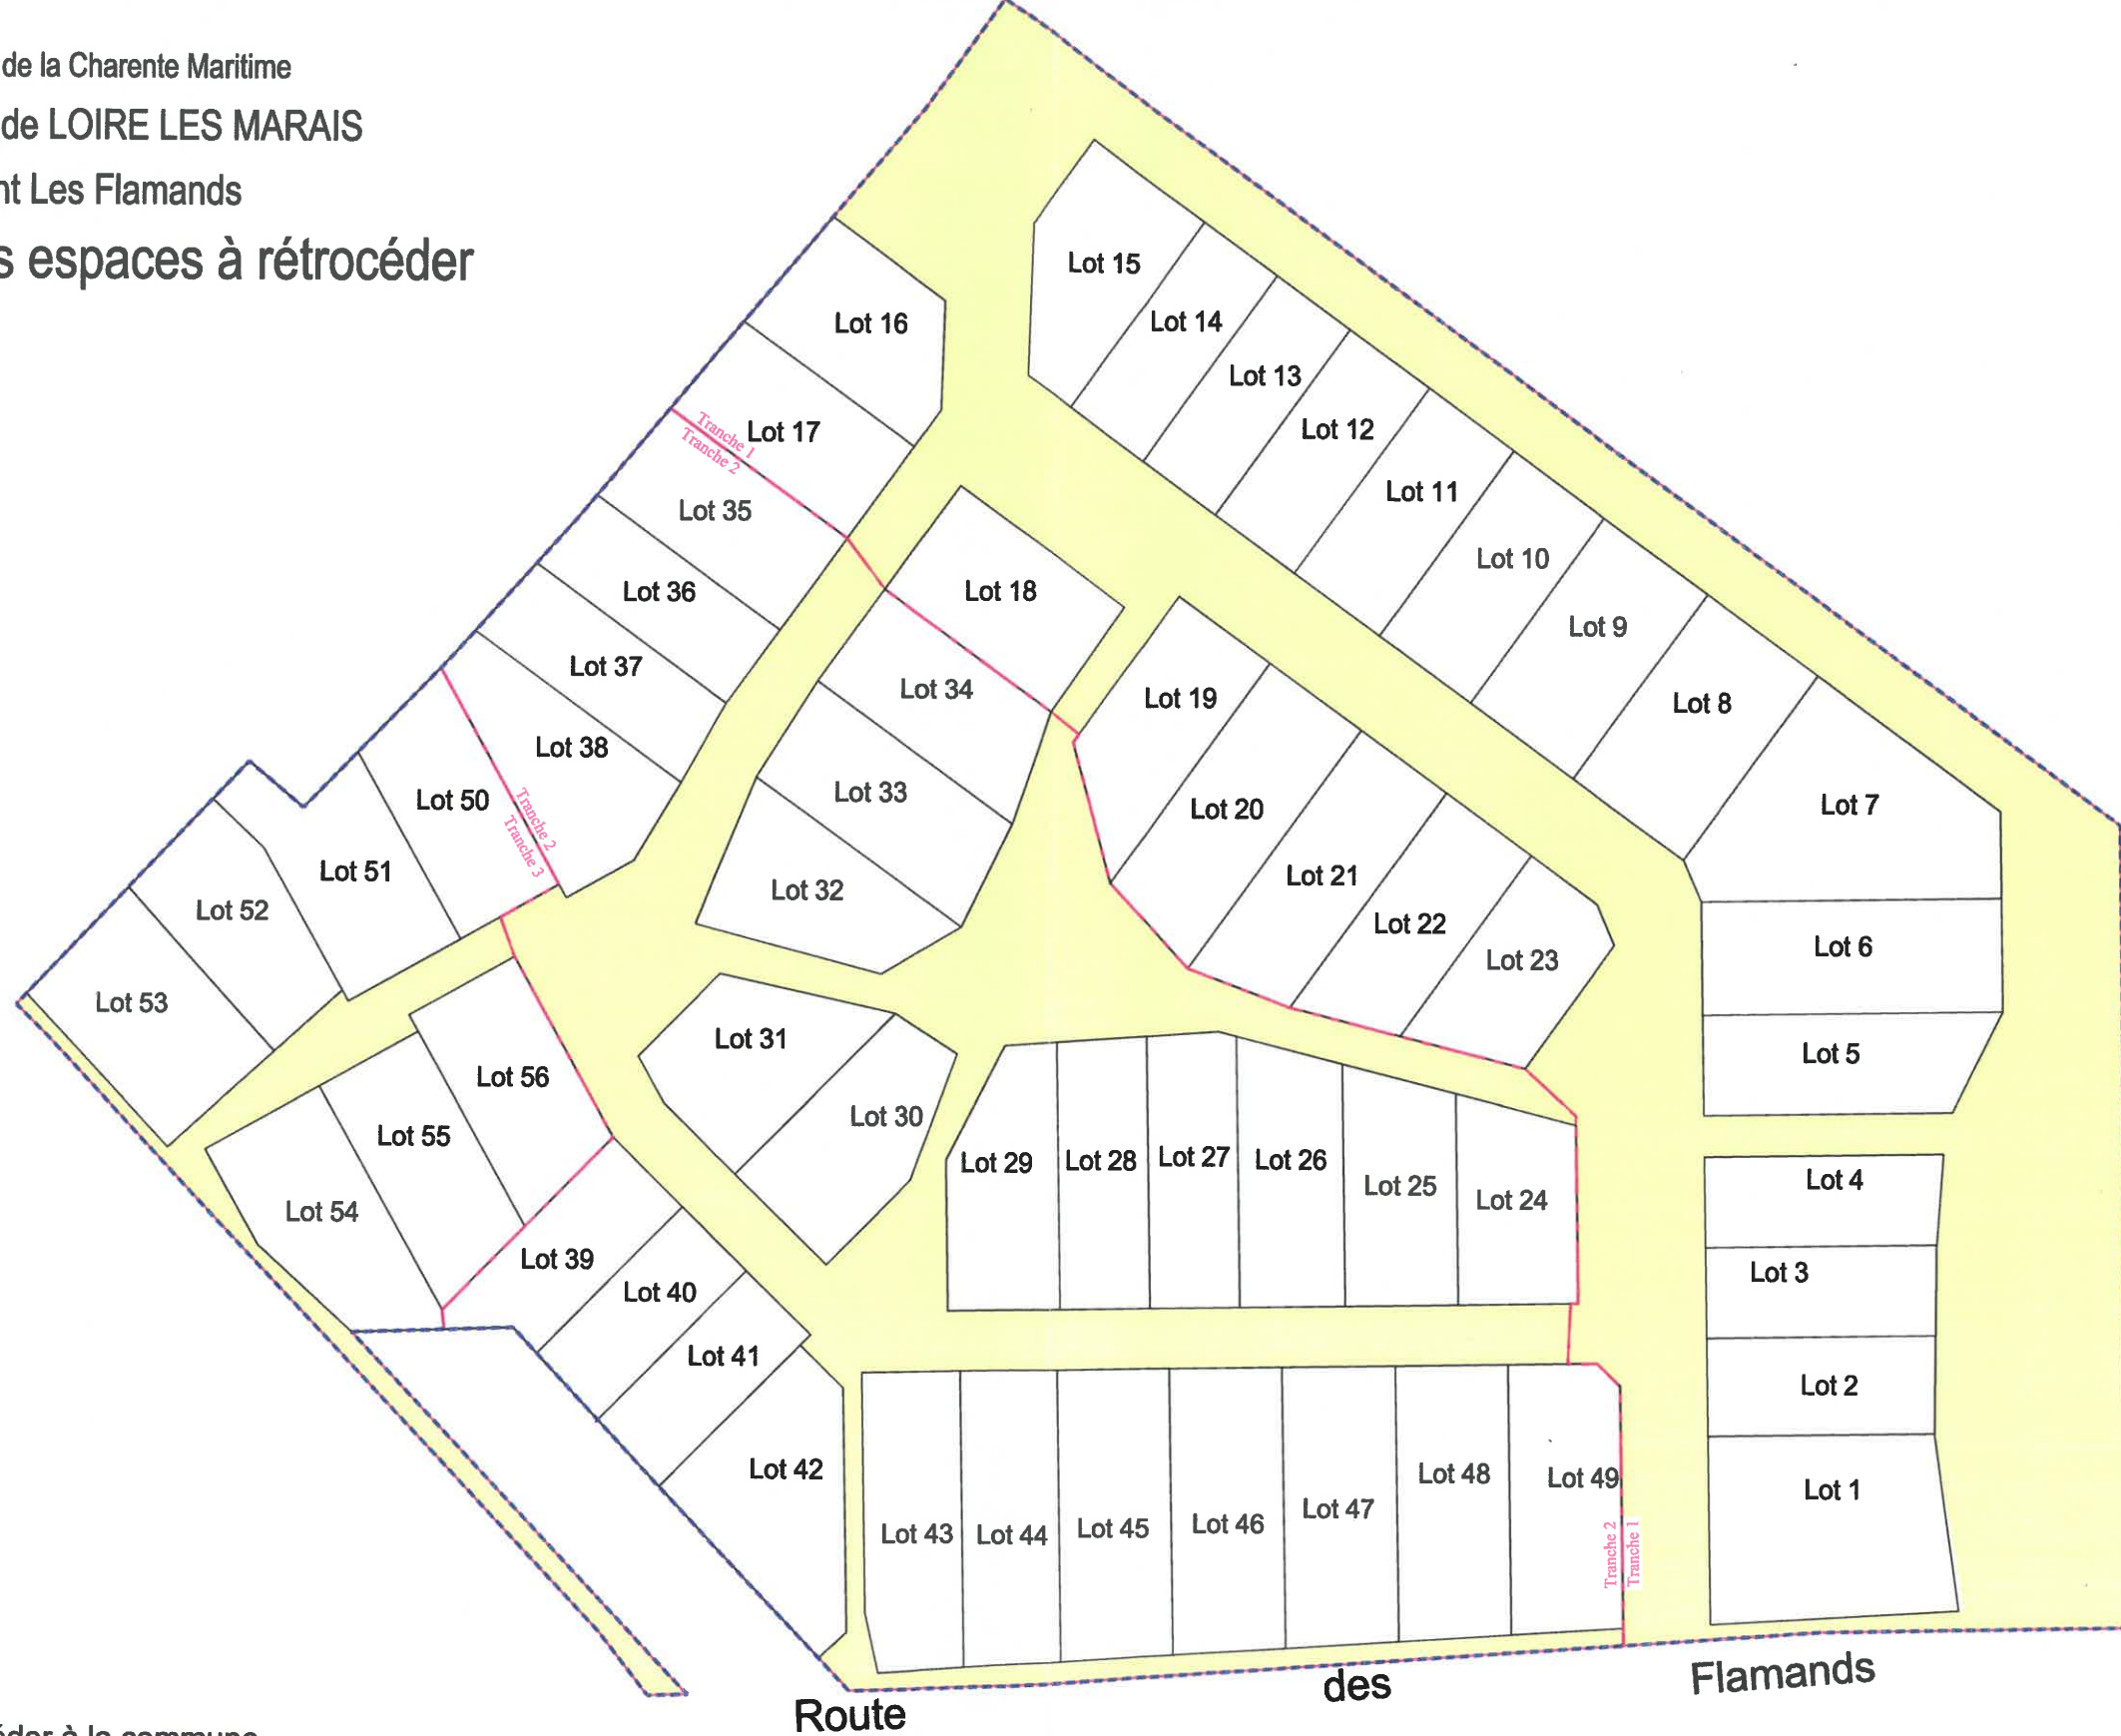 de la Charente Maritime
de LOIRE LES MARAIS
nt Les Flamands
s espaces à rétrocéder
Lot 15
Lot 16
Lot 14
Lot 13
Lot 17
Tranche 1
Tranche 2
Lot 12
Lot 11
Lot 35
Lot 10
Lot 36
Lot 18
Lot 9
Lot 37
Lot 34
Lot 19
Lot 8
Lot 38
Lot 50
Tranche 2
Tranche 3
Lot 33
Lot 20
Lot 7
Lot 51
Lot 21
Lot 32
Lot 52
Lot 22
Lot 6
Lot 23
Lot 53
Lot 31
Lot 5
Lot 56
Lot 30
Lot 55
Lot 29
Lot 28
Lot 27
Lot 26
Lot 25
Lot 24
Lot 4
Lot 54
Lot 39
Lot 3
Lot 40
Lot 41
Lot 2
Lot 42
Lot 48
Lot 49
Lot 1
Lot 47
Lot 43
Lot 44
Lot 45
Lot 46
Tranche 2
Tranche 1
Route des Flamands
éder à la commune